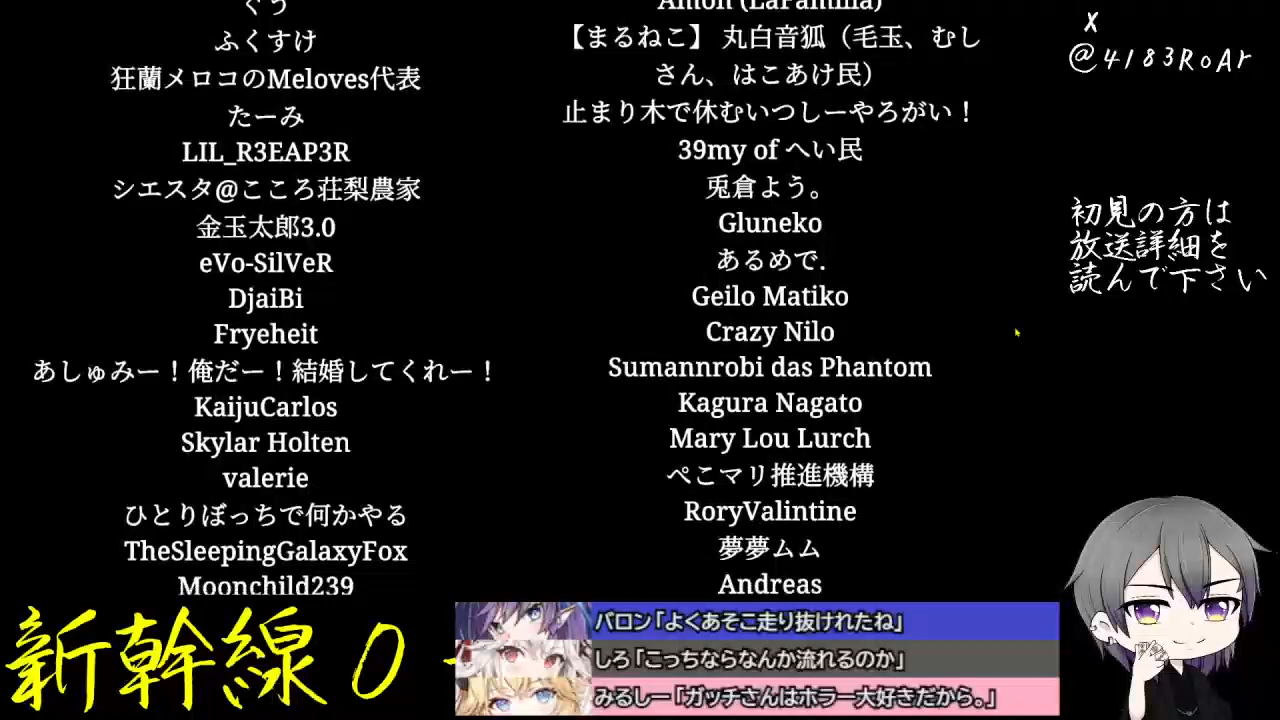 ぐう
ふくすけ
狂蘭メロコのMeloves代表
たーみ
LIL_R3EAP3R
シエスタ@こころ荘梨農家
金玉太郎3.0
eVo-SilVeR
DjaiBi
Fryeheit
あしゅみー！俺だー！結婚してくれー！
KaijuCarlos
Skylar Holten
valerie
ひとりぼっちで何かやる
TheSleepingGalaxyFox
Moonchild239
Amon (LaFamilia)
【まるねこ】 丸白音狐（毛玉、むし
さん、はこあけ民）
止まり木で休むいつしーやろがい！
39my of へい民
兎倉よう。
Gluneko
あるめで.
Geilo Matiko
Crazy Nilo
Sumannrobi das Phantom
Kagura Nagato
Mary Lou Lurch
ぺこマリ推進機構
RoryValintine
夢夢ムム
Andreas
X
@4183RoAr
初見の方は
放送詳細を
読んで下さい
新幹線0
バロン「よくあそこ走り抜けれたね」
しろ「こっちならなんか流れるのか」
みるしー「ガッチさんはホラー大好きだから。」